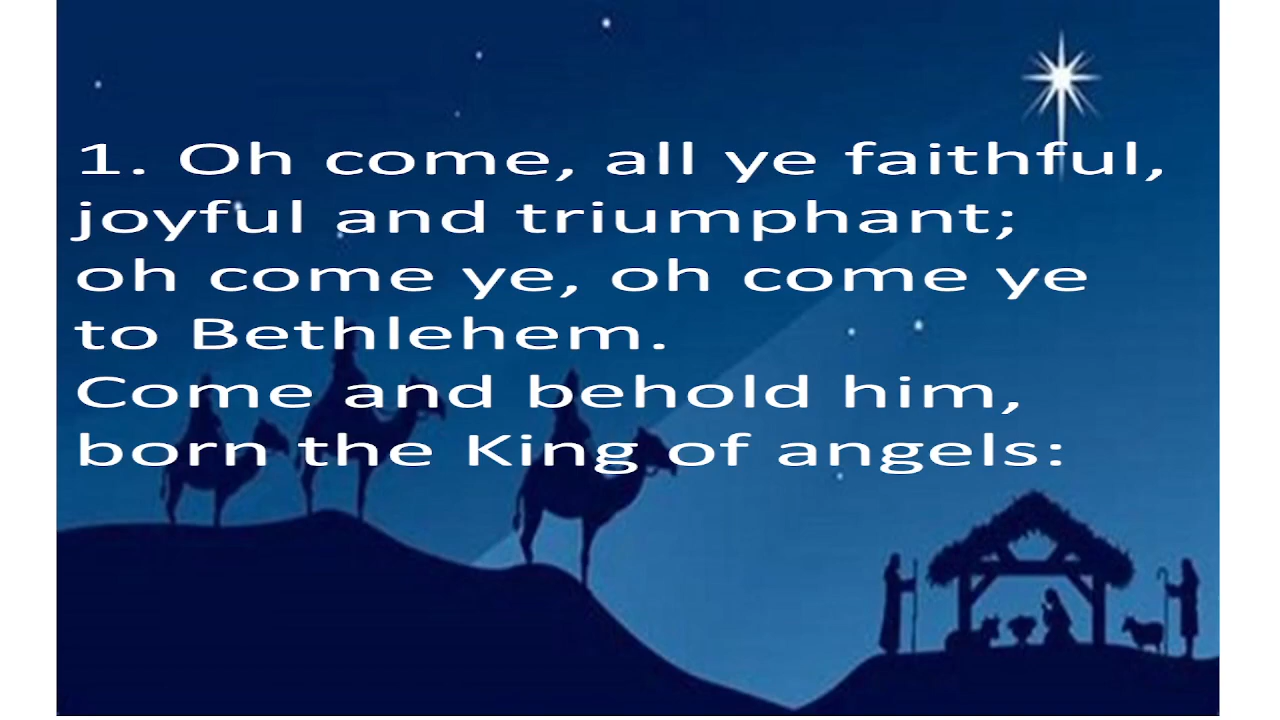 1. Oh come, all ye faithful,
joyful and triumphant;
oh come ye, oh come ye
to Bethlehem.
Come and behold him,
born the King of angels: